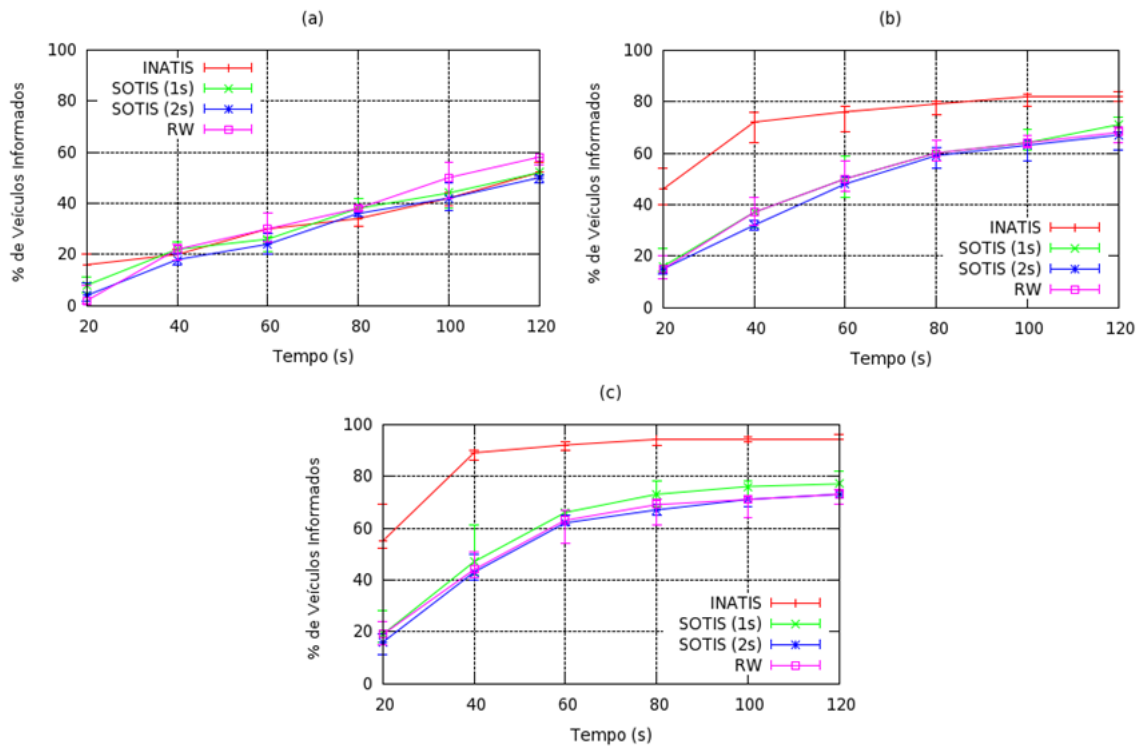 (a)
% de Veículos Informados
100
80
60
40
20
0
INATIS
SOTIS (1s)
SOTIS (2s)
RW
20 40 60 80 100 120
Tempo (s)
(b)
% de Veículos Informados
100
80
60
40
20
0
INATIS
SOTIS (1s)
SOTIS (2s)
RW
20 40 60 80 100 120
Tempo (s)
(c)
% de Veículos Informados
100
80
60
40
20
0
INATIS
SOTIS (1s)
SOTIS (2s)
RW
20 40 60 80 100 120
Tempo (s)